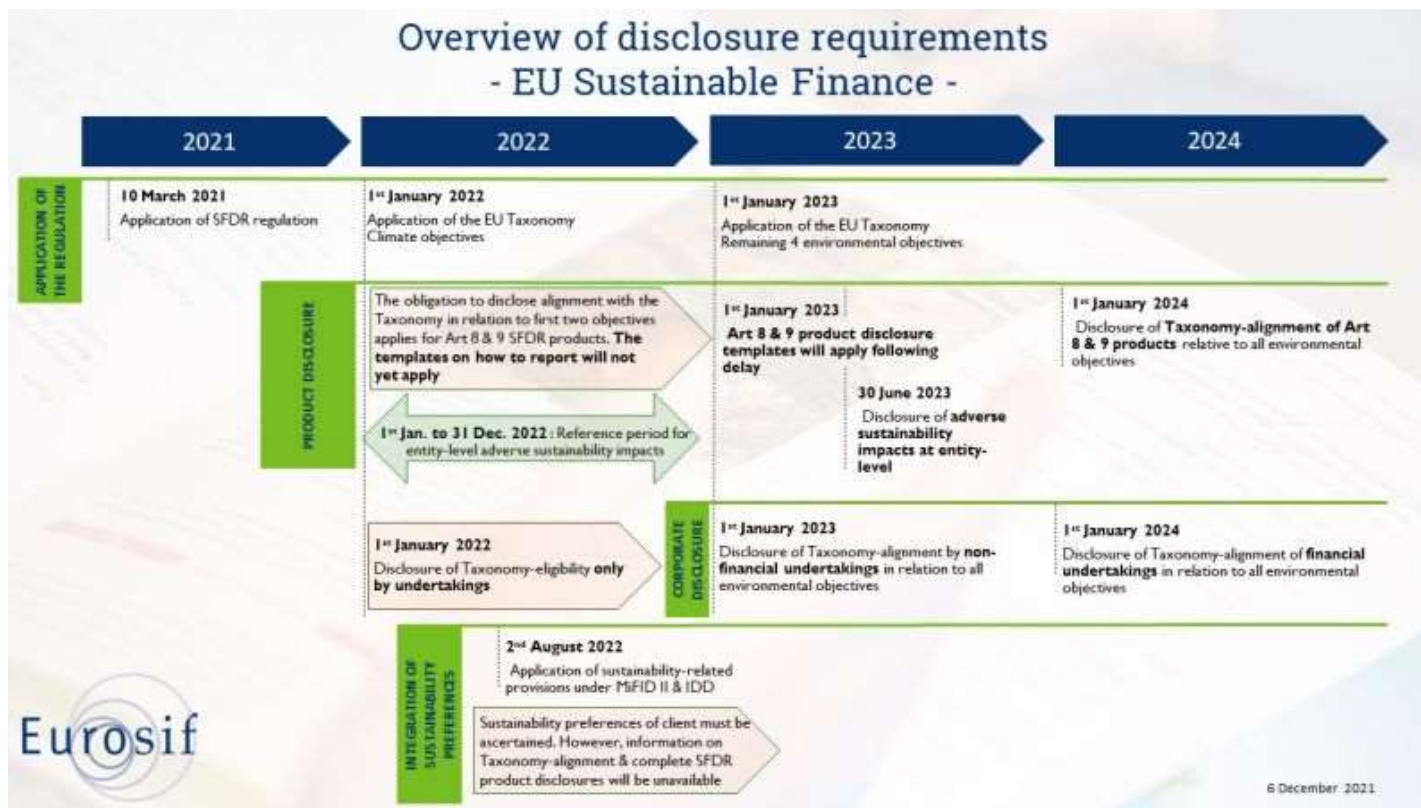 Overview of disclosure requirements
- EU Sustainable Finance -
2021
2022
2023
2024
APPLICATION OF
THE REGULATION
10 March 2021
Application of SFDR regulation
1st January 2022
Application of the EU Taxonomy
Climate objectives
1st January 2023
Application of the EU Taxonomy
Remaining 4 environmental objectives
PRODUCT DISCLOSURE
The obligation to disclose alignment with the
Taxonomy in relation to first two objectives
applies for Art 8 & 9 SFDR products. The
templates on how to report will not
yet apply
1st Jan. to 31 Dec. 2022 : Reference period for
entity-level adverse sustainability impacts
1st January 2023
Art 8 & 9 product disclosure
templates will apply following
delay
30 June 2023
Disclosure of adverse
sustainability
impacts at entity-
level
1st January 2024
Disclosure of Taxonomy-alignment of Art
8 & 9 products relative to all environmental
objectives
1st January 2022
Disclosure of Taxonomy-eligibility only
by undertakings
CORPORATE
DISCLOSURE
1st January 2023
Disclosure of Taxonomy-alignment by non-
financial undertakings in relation to all
environmental objectives
1st January 2024
Disclosure of Taxonomy-alignment of financial
undertakings in relation to all environmental
objectives
INTEGRATION OF
SUSTAINABILITY
PREFERENCES
2nd August 2022
Application of sustainability-related
provisions under MiFID II & IDD
Sustainability preferences of client must be
ascertained. However, information on
Taxonomy-alignment & complete SFDR
product disclosures will be unavailable
Eurosif
6 December 2021